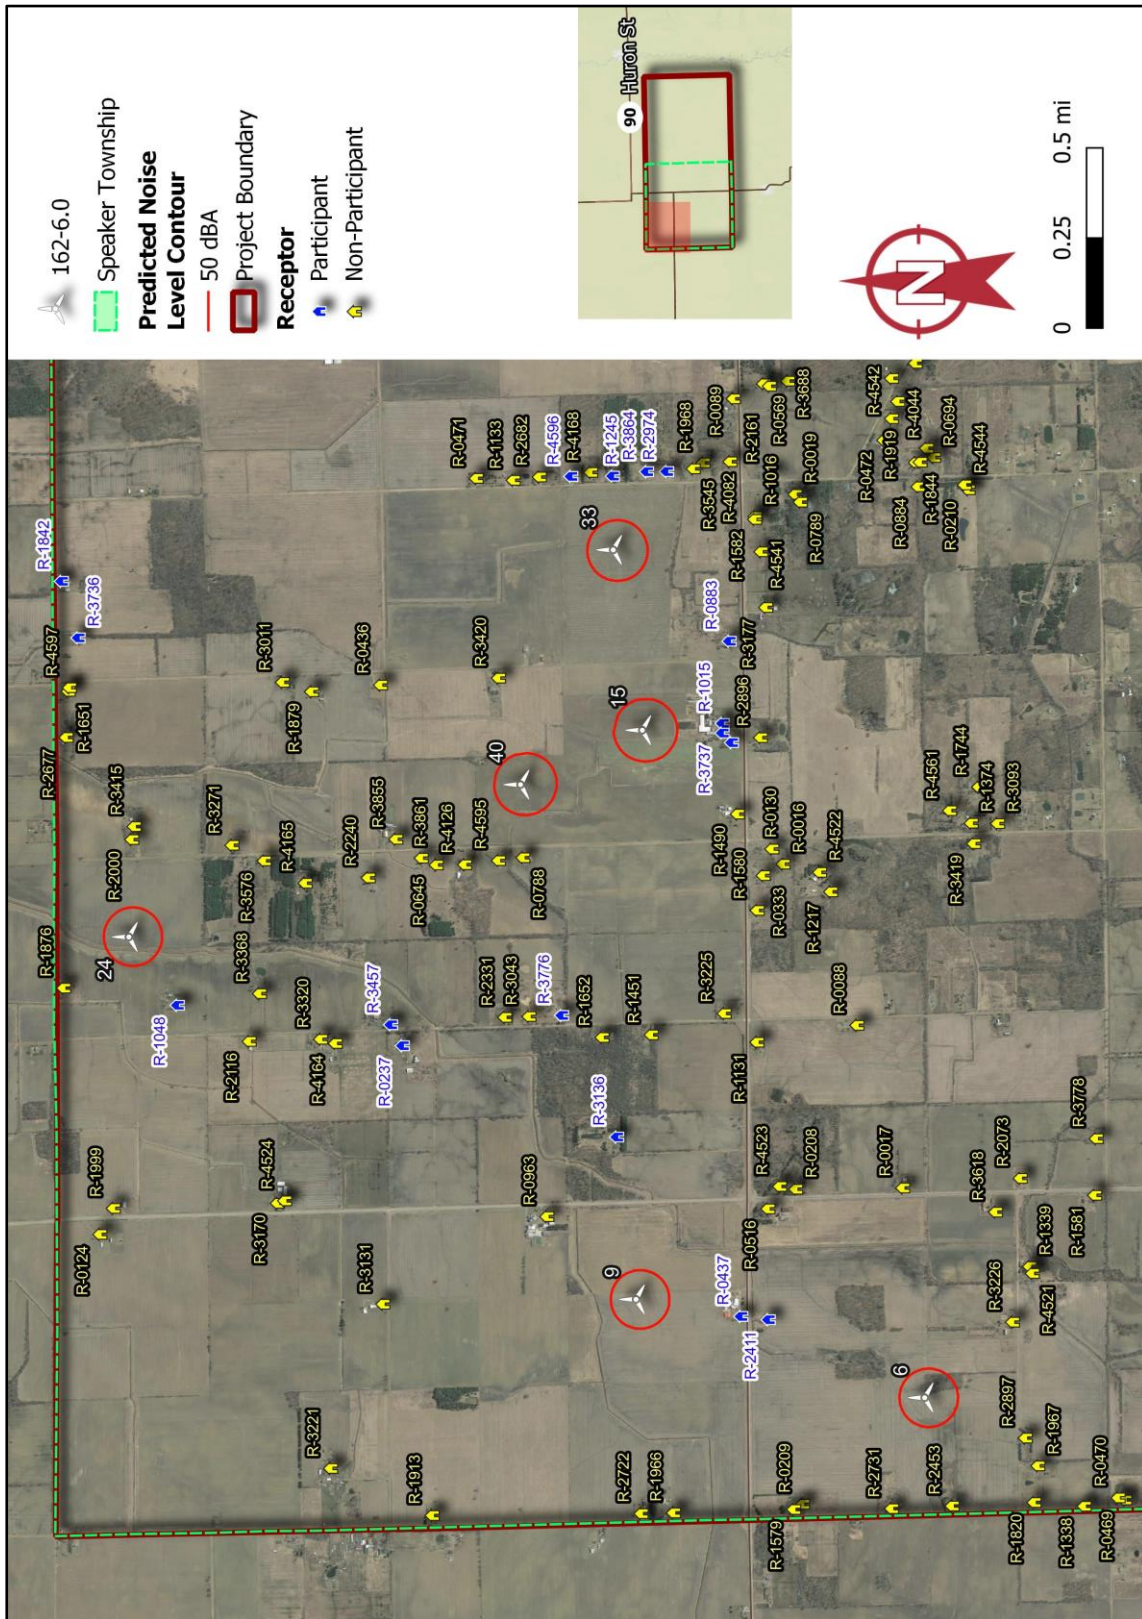 162-6.0
Speaker Township
Predicted Noise
Level Contour
50 dBA
Project Boundary
Receptor
Participant
Non-Participant
90 Huron St
N
0 0.25 0.5 mi
R-1842
R-3736
R-4597
R-1651
R-2677
R-3415
R-2000
R-1876
24
R-1048
R-1999
R-0124
R-3011
R-1879
R-0436
R-3420
R-3271
R-4165
R-3576
R-3368
R-2240
R-3855
R-3861
R-4126
R-0645
R-4595
R-0788
40
R-3320
R-2116
R-4164
R-3457
R-0237
R-4524
R-3170
R-3131
R-3221
R-1913
R-0471
R-1133
R-2682
R-4596
R-4168
R-1245
R-3864
R-2974
R-1968
R-0089
33
15
R-2331
R-3043
R-3776
R-1652
R-1451
R-3136
R-0963
9
R-2722
R-1966
R-3545
R-4082
R-2161
R-0569
R-3688
R-1016
R-0019
R-1582
R-4541
R-0789
R-0883
R-3177
R-1015
R-2896
R-3737
R-1490
R-0130
R-0016
R-4522
R-1580
R-0333
R-1217
R-3225
R-1131
R-0088
R-4523
R-0208
R-0017
R-0516
R-0437
R-2411
R-0209
R-1579
R-2731
R-2453
6
R-4542
R-4044
R-0694
R-1919
R-0472
R-4544
R-0884
R-1844
R-0210
R-4561
R-1744
R-1374
R-3093
R-3419
R-3778
R-2073
R-3618
R-1581
R-1339
R-3226
R-4521
R-2897
R-1967
R-0470
R-1820
R-1338
R-0469